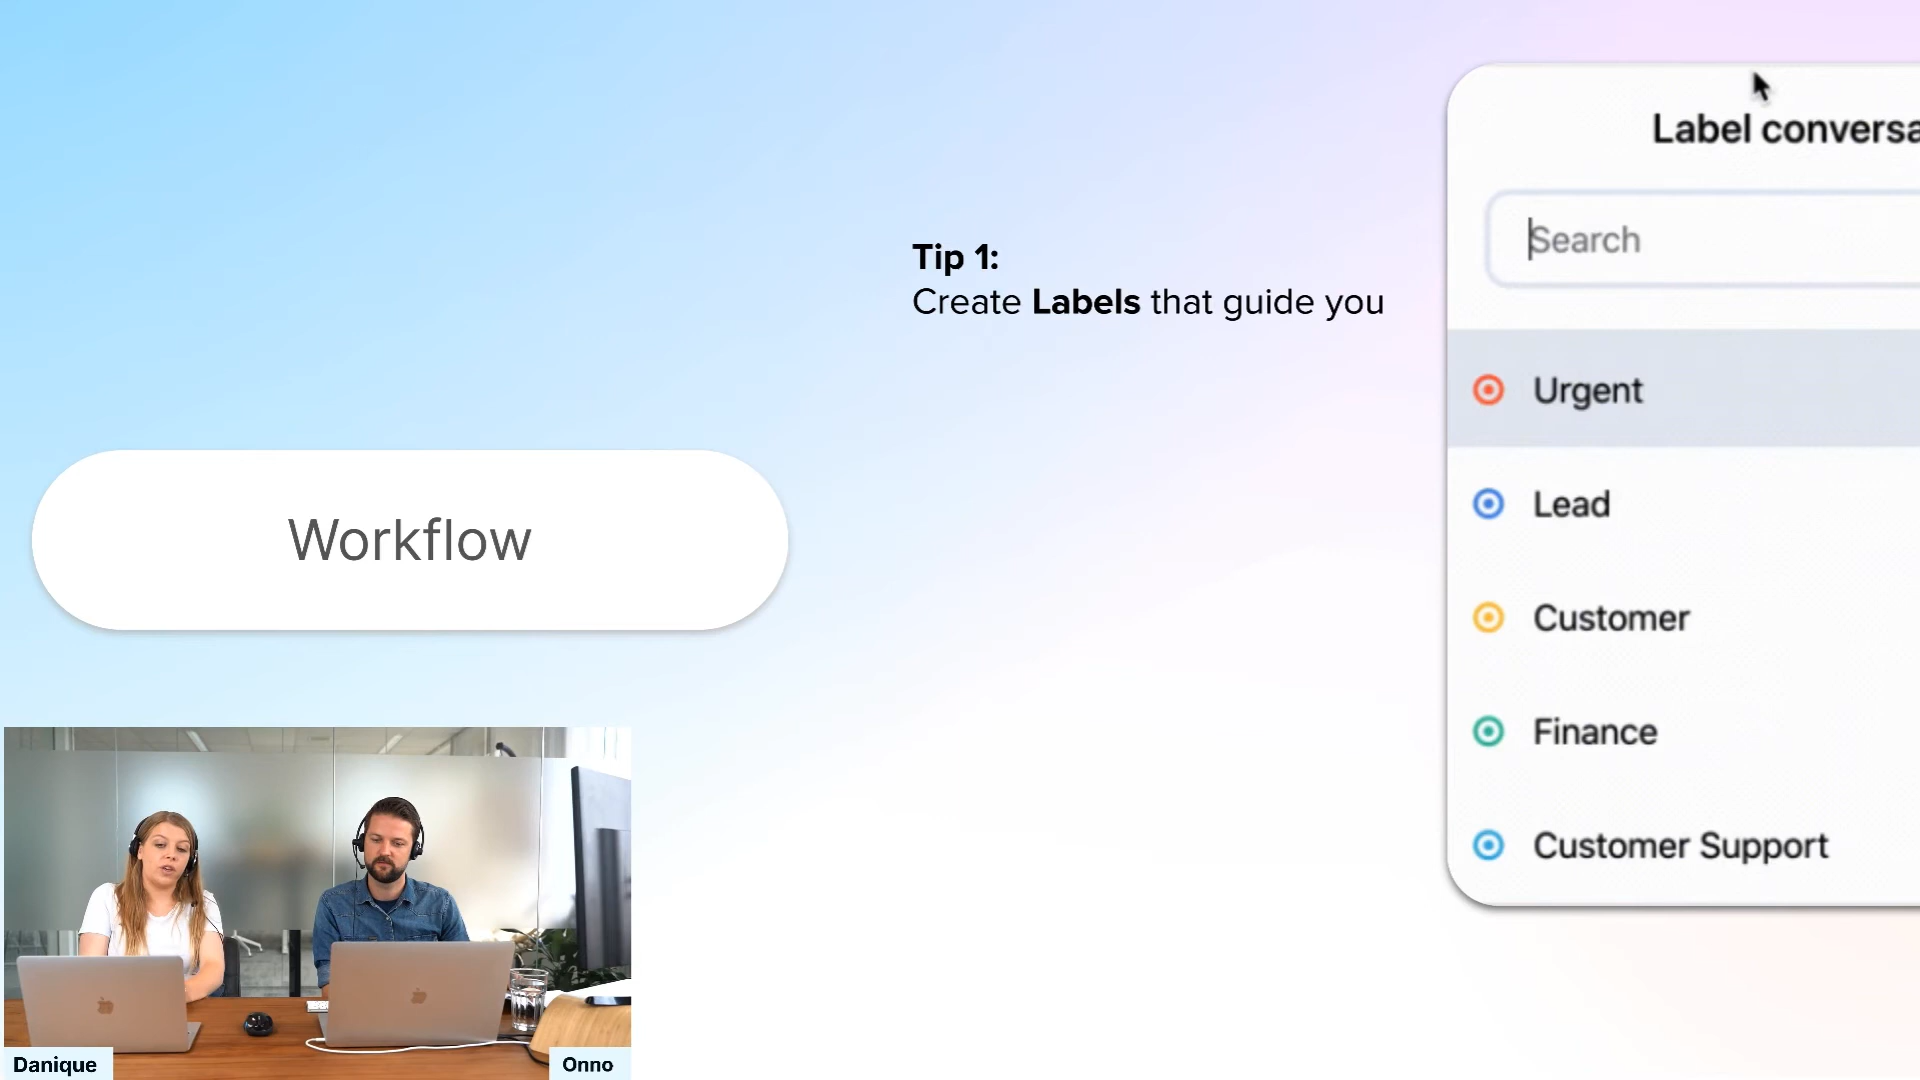 Tip 1:
Create Labels that guide you
Workflow
Label conversa
Search
Urgent
Lead
Customer
Finance
Customer Support
Danique
Onno